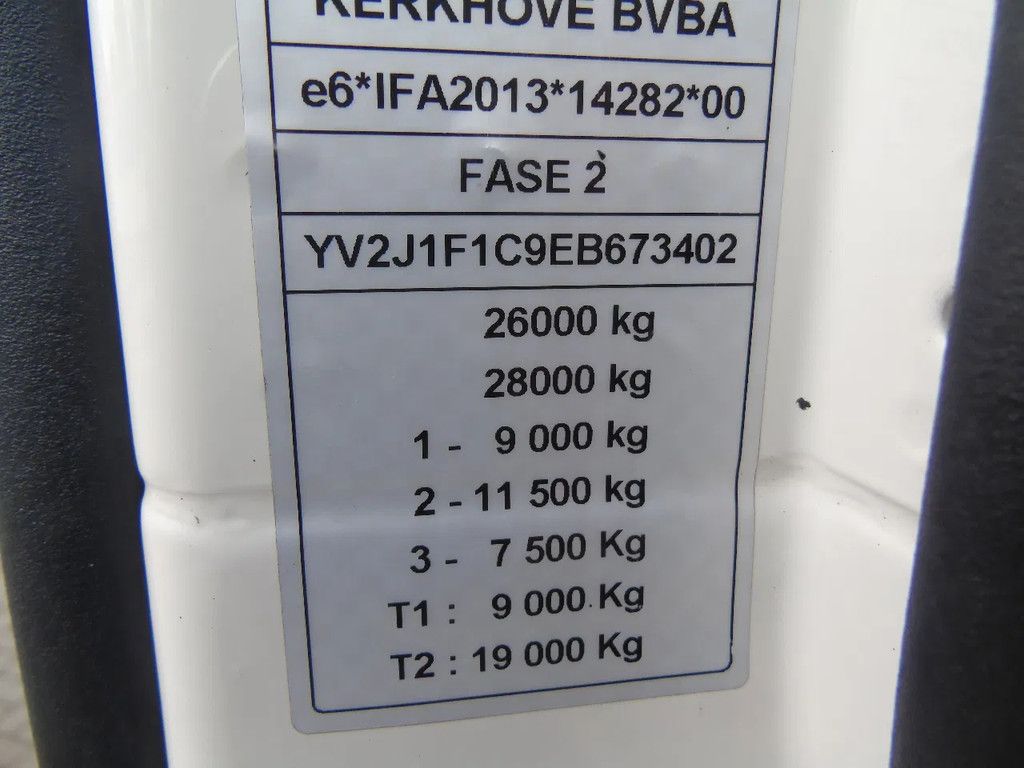 KERKHOVE BVBA
e6*IFA2013*14282*00
FASE 2
YV2J1F1C9EB673402
26000 kg
28000 kg
1 - 9 000 kg
2 - 11 500 kg
3 - 7 500 Kg
T1 : 9 000 Kg
T2 : 19 000 Kg